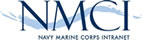 NMCI
NAVY MARINE CORPS INTRANET